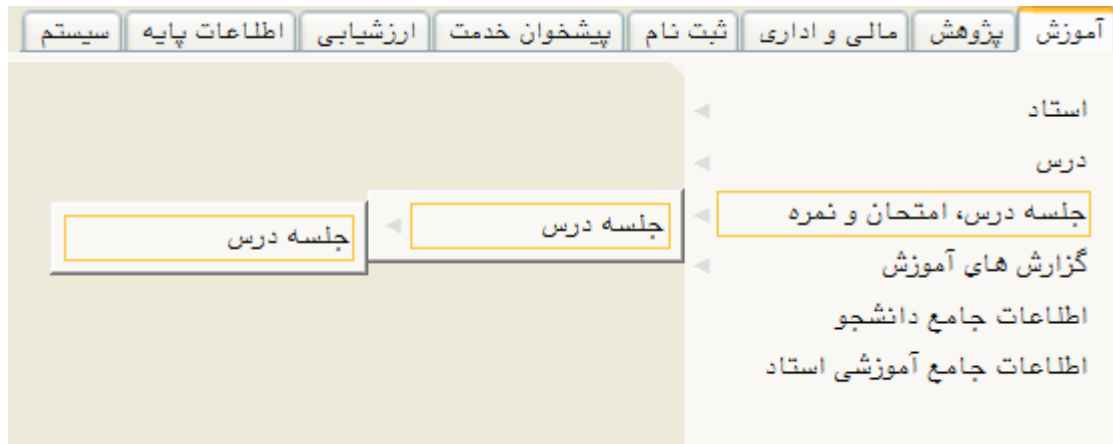 آموزش پژوهش مالی و اداری ثبت نام پیشخوان خدمت ارزشیابی اطلاعات پایه سیستم
استاد
درس
جلسه درس، امتحان و نمره
جلسه درس
جلسه درس
گزارش هاي آموزش
اطلاعات جامع دانشجو
اطلاعات جامع آموزشی استاد